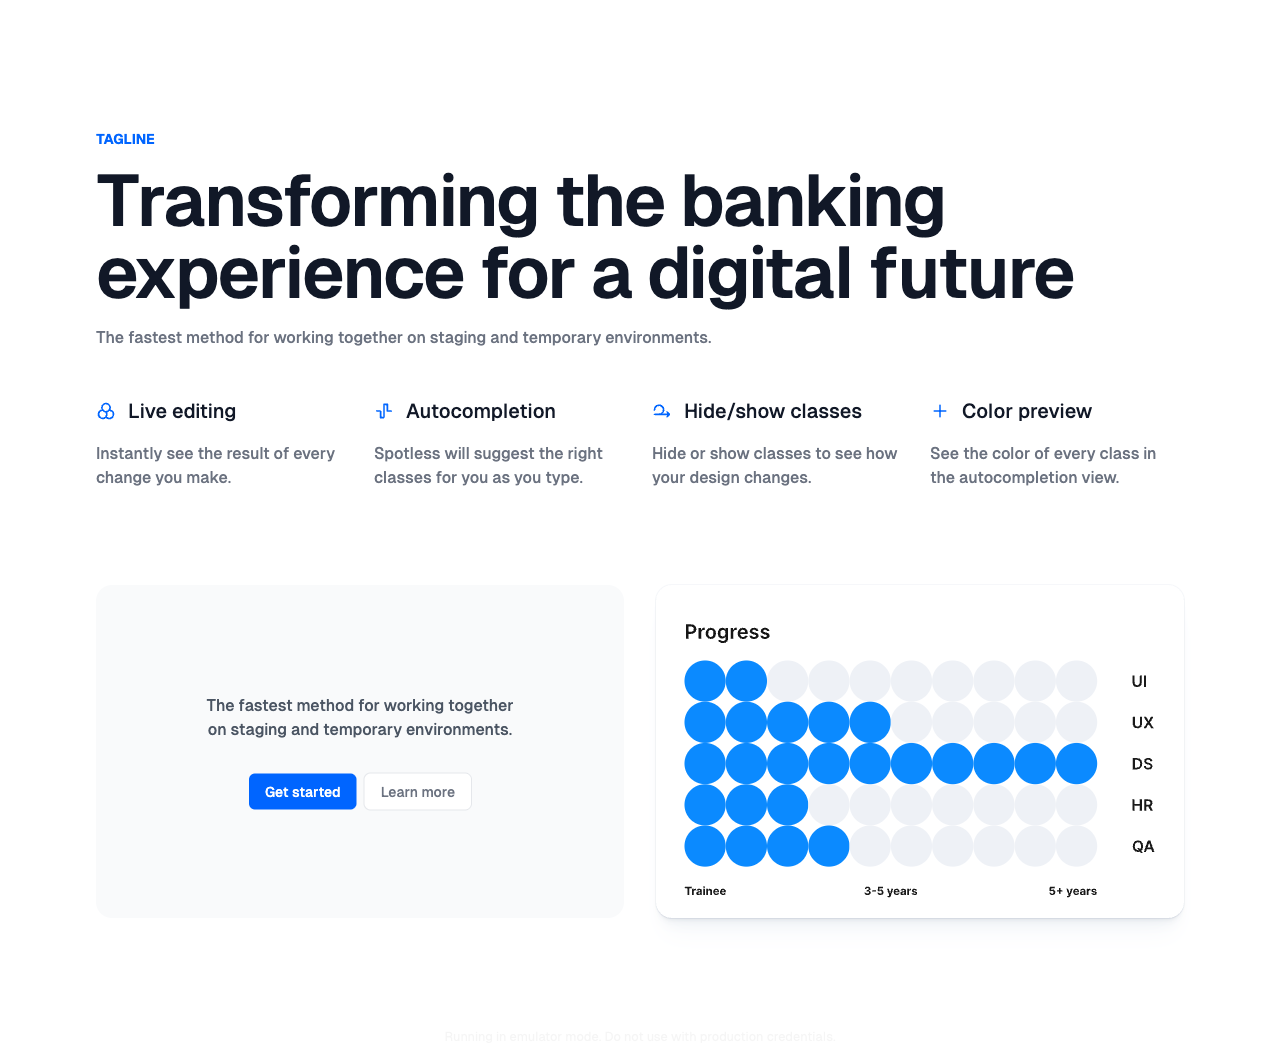 TAGLINE
Transforming the banking
experience for a digital future
The fastest method for working together on staging and temporary environments.
Live editing
Instantly see the result of every
change you make.
Autocompletion
Spotless will suggest the right
classes for you as you type.
Hide/show classes
Hide or show classes to see how
your design changes.
Color preview
See the color of every class in
the autocompletion view.
The fastest method for working together
on staging and temporary environments.
Get started
Learn more
Progress
UI
UX
DS
HR
QA
Trainee
3-5 years
5+ years
Running in emulator mode. Do not use with production credentials.